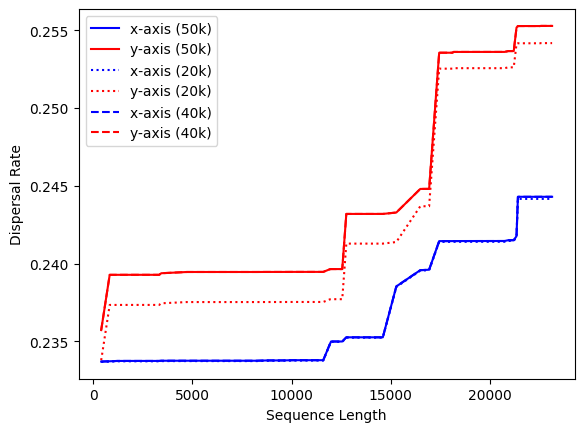 x-axis (50k)
y-axis (50k)
x-axis (20k)
y-axis (20k)
x-axis (40k)
y-axis (40k)
0.255
0.250
0.245
0.240
0.235
Dispersal Rate
0
5000
10000
15000
20000
Sequence Length